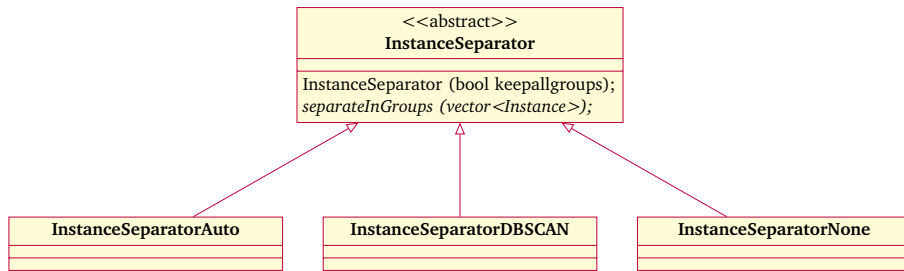 <<abstract>>
InstanceSeparator
InstanceSeparator (bool keepallgroups);
separateInGroups (vector<Instance>);
InstanceSeparatorAuto
InstanceSeparatorDBSCAN
InstanceSeparatorNone